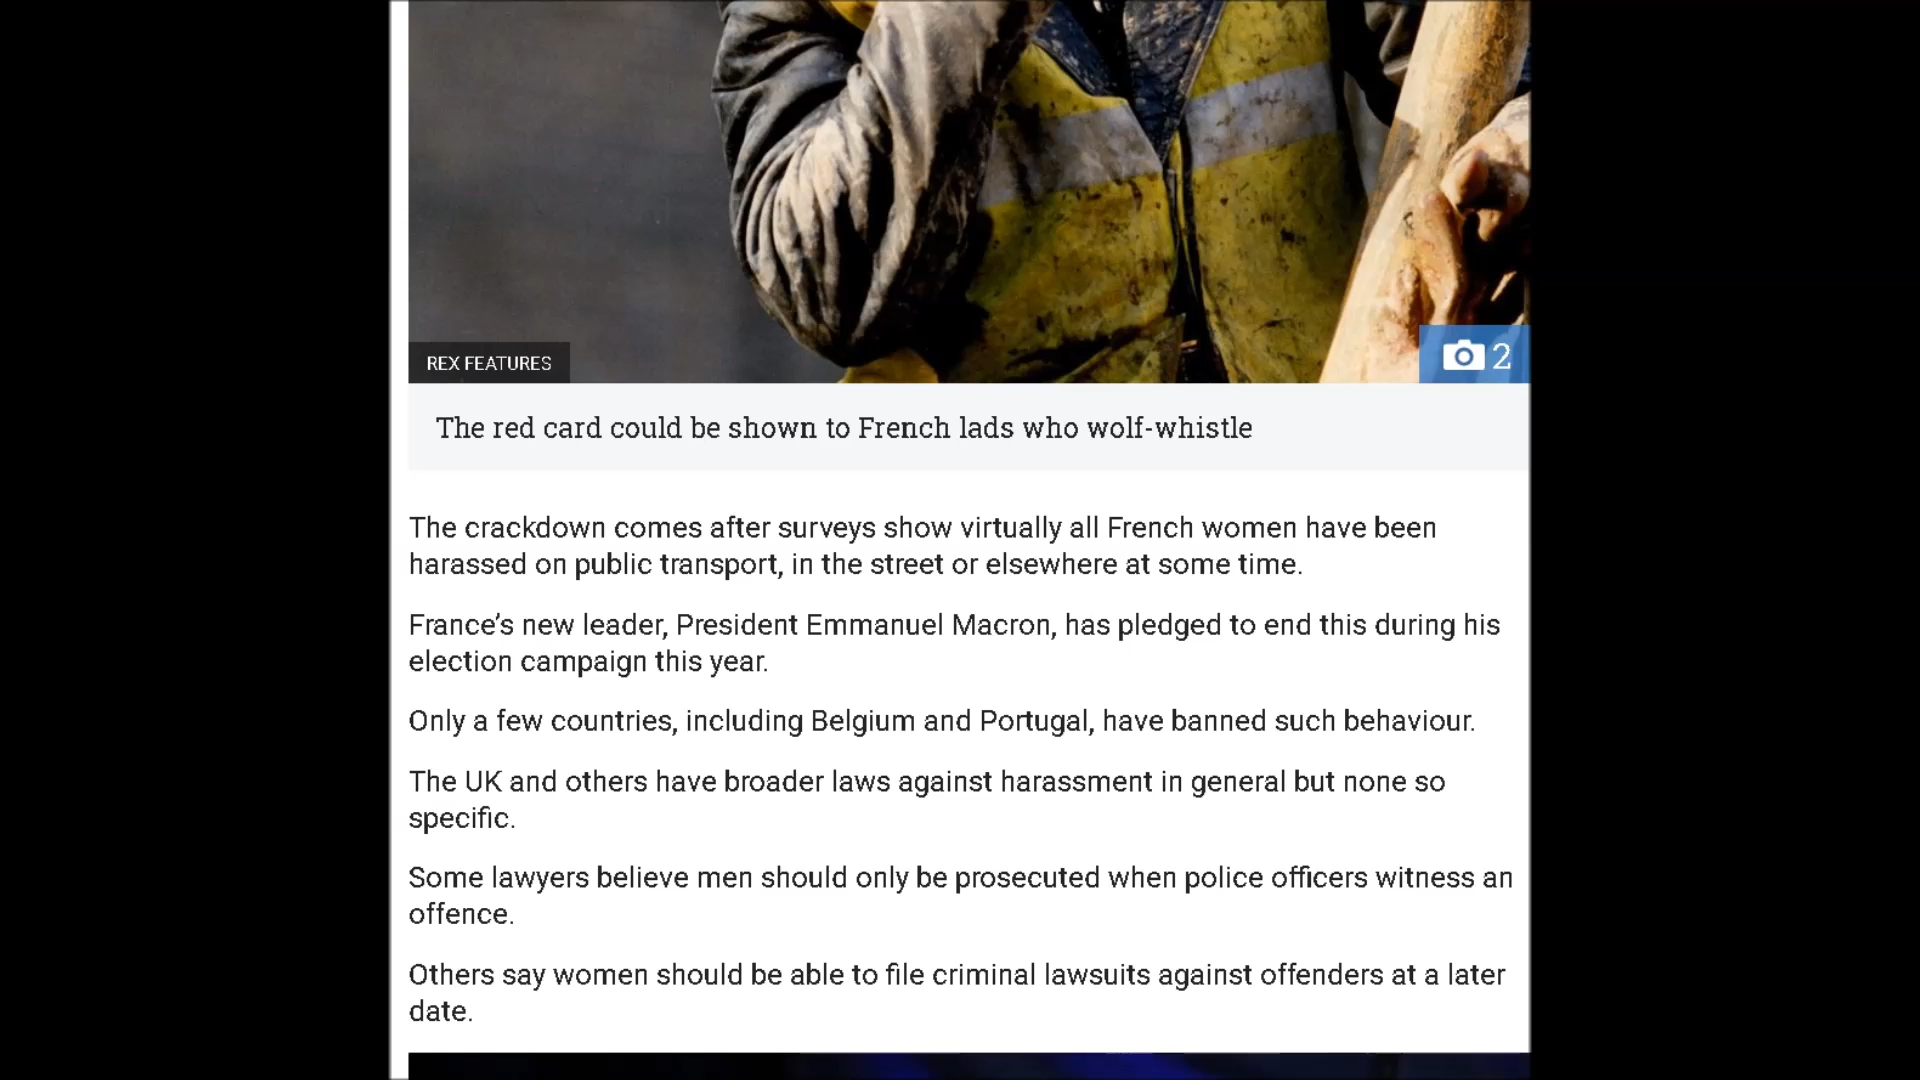 REX FEATURES
2
The red card could be shown to French lads who wolf-whistle
The crackdown comes after surveys show virtually all French women have been
harassed on public transport, in the street or elsewhere at some time.
France’s new leader, President Emmanuel Macron, has pledged to end this during his
election campaign this year.
Only a few countries, including Belgium and Portugal, have banned such behaviour.
The UK and others have broader laws against harassment in general but none so
specific.
Some lawyers believe men should only be prosecuted when police officers witness an
offence.
Others say women should be able to file criminal lawsuits against offenders at a later
date.